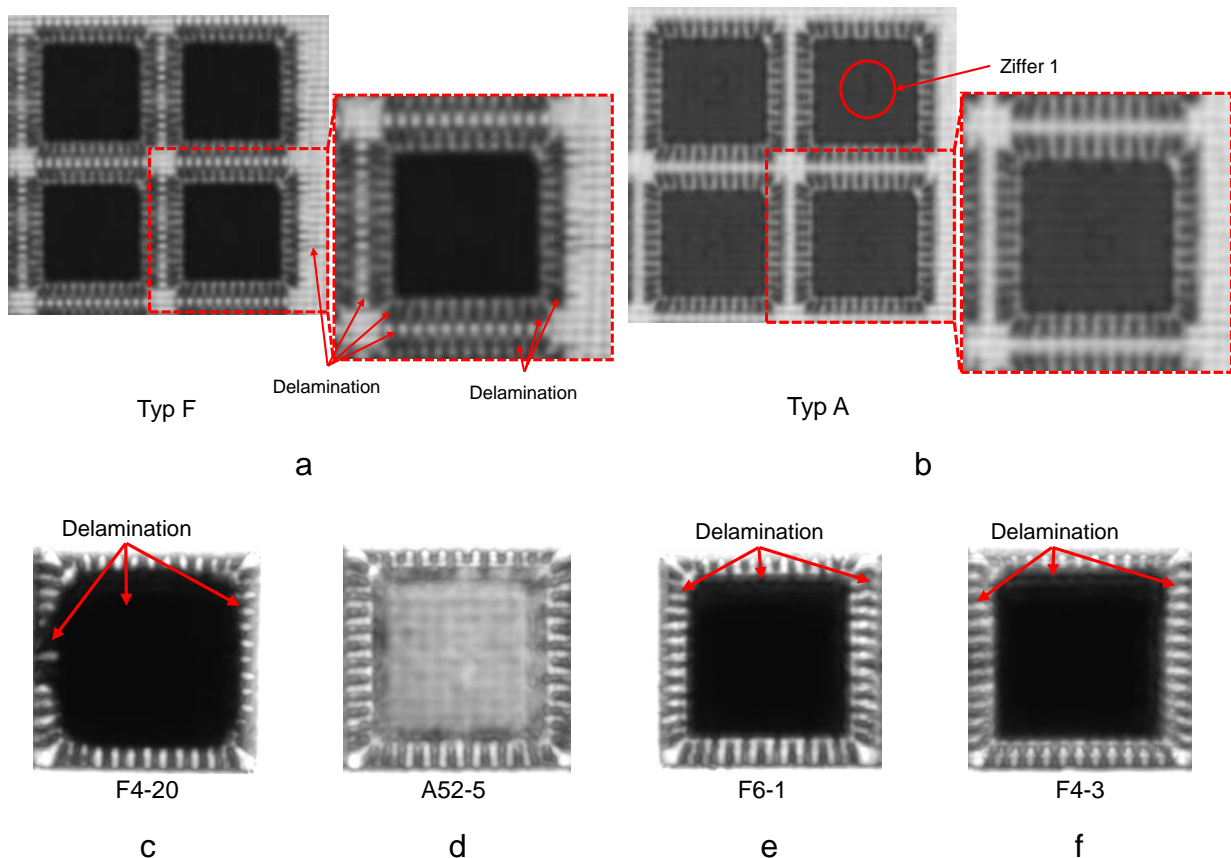 Ziffer 1
Delamination
Delamination
Typ F
Typ A
a
b
Delamination
Delamination
Delamination
F4-20
A52-5
F6-1
F4-3
c
d
e
f